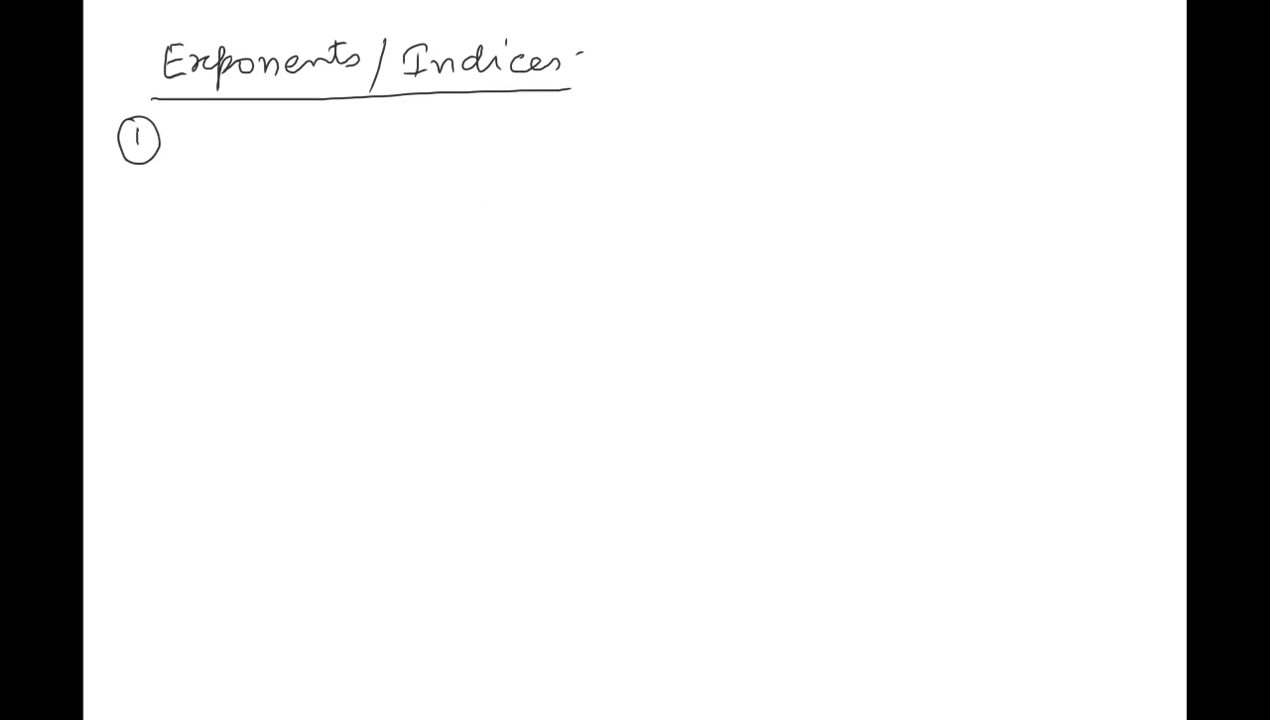 Exponents / Indices -
①